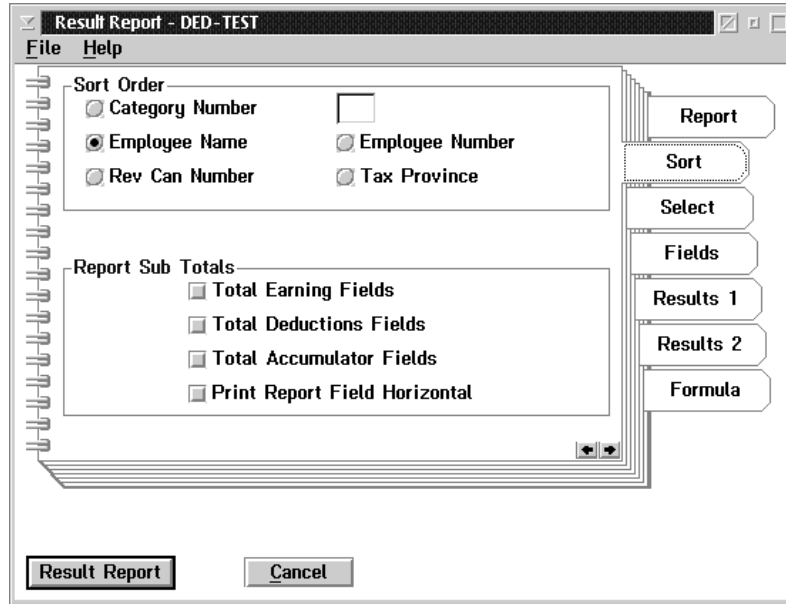 Result Report - DED-TEST
File Help
Sort Order
Category Number
Employee Name Employee Number
Rev Can Number Tax Province
Report Sub Totals
Total Earning Fields
Total Deductions Fields
Total Accumulator Fields
Print Report Field Horizontal
Report
Sort
Select
Fields
Results 1
Results 2
Formula
Result Report Cancel